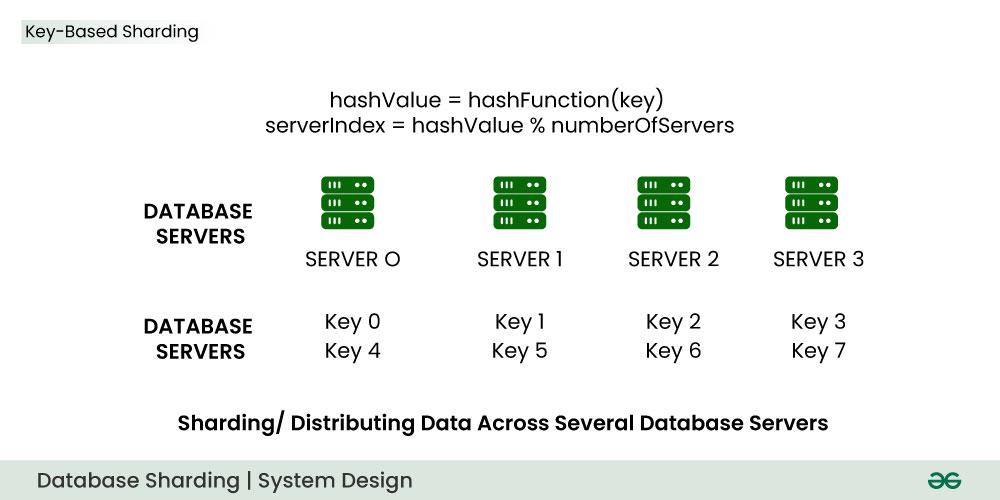 Key-Based Sharding
hashValue = hashFunction(key)
serverIndex = hashValue % numberOfServers
DATABASE
SERVERS
SERVER O
SERVER 1
SERVER 2
SERVER 3
DATABASE
SERVERS
Key 0
Key 1
Key 2
Key 3
Key 4
Key 5
Key 6
Key 7
Sharding/ Distributing Data Across Several Database Servers
Database Sharding | System Design